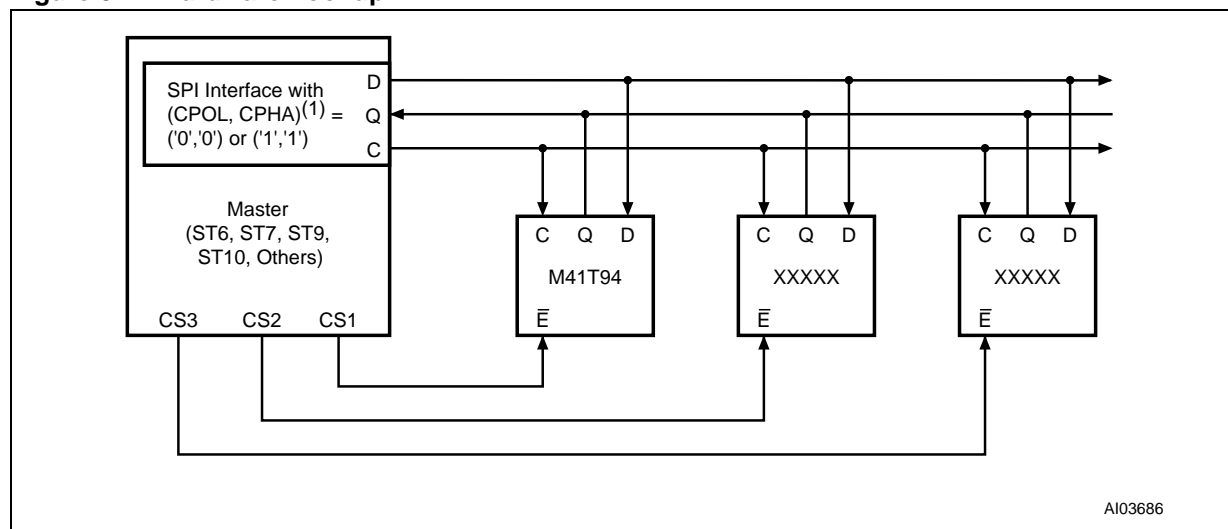 SPI Interface with
(CPOL, CPHA)(1) =
('0','0') or ('1','1')
D
Q
C
Master
(ST6, ST7, ST9,
ST10, Others)
CS3 CS2 CS1
C Q D
M41T94
E̅
C Q D
XXXXX
E̅
C Q D
XXXXX
E̅
AI03686